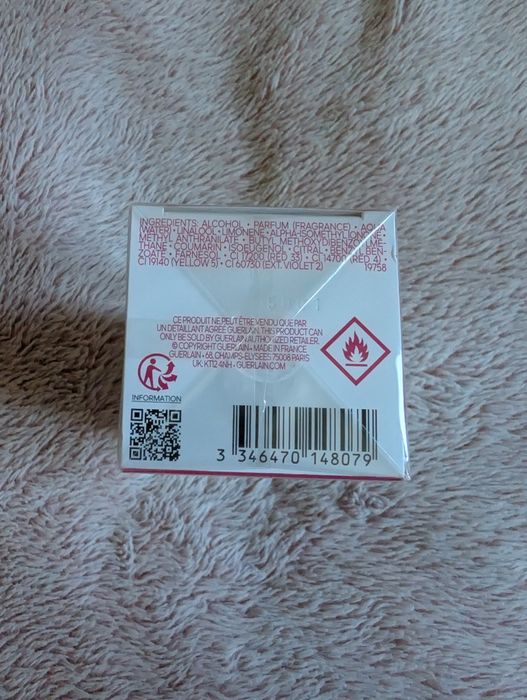 INGREDIENTS: ALCOHOL • PARFUM (FRAGRANCE) • AQUA
(WATER) • LINALOOL • LIMONENE • ALPHA-ISOMETHYL IONONE •
METHYL ANTHRANILATE • BUTYL METHOXYDIBENZOYLME-
THANE • COUMARIN • ISOEUGENOL • CITRAL • BENZYL BEN-
ZOATE • FARNESOL • CI 17200 (RED 33) • CI 14700 (RED 4) •
CI 19140 (YELLOW 5) • CI 60730 (EXT. VIOLET 2) 19758
CE PRODUIT NE PEUT ÊTRE VENDU QUE PAR
UN DÉTAILLANT AGRÉÉ GUERLAIN. THIS PRODUCT CAN
ONLY BE SOLD BY GUERLAIN AUTHORIZED RETAILER.
© COPYRIGHT GUERLAIN • MADE IN FRANCE
GUERLAIN • 68, CHAMPS-ELYSEES 75008 PARIS
UK: KT12 4NH • GUERLAIN.COM
INFORMATION
3 346470 148079